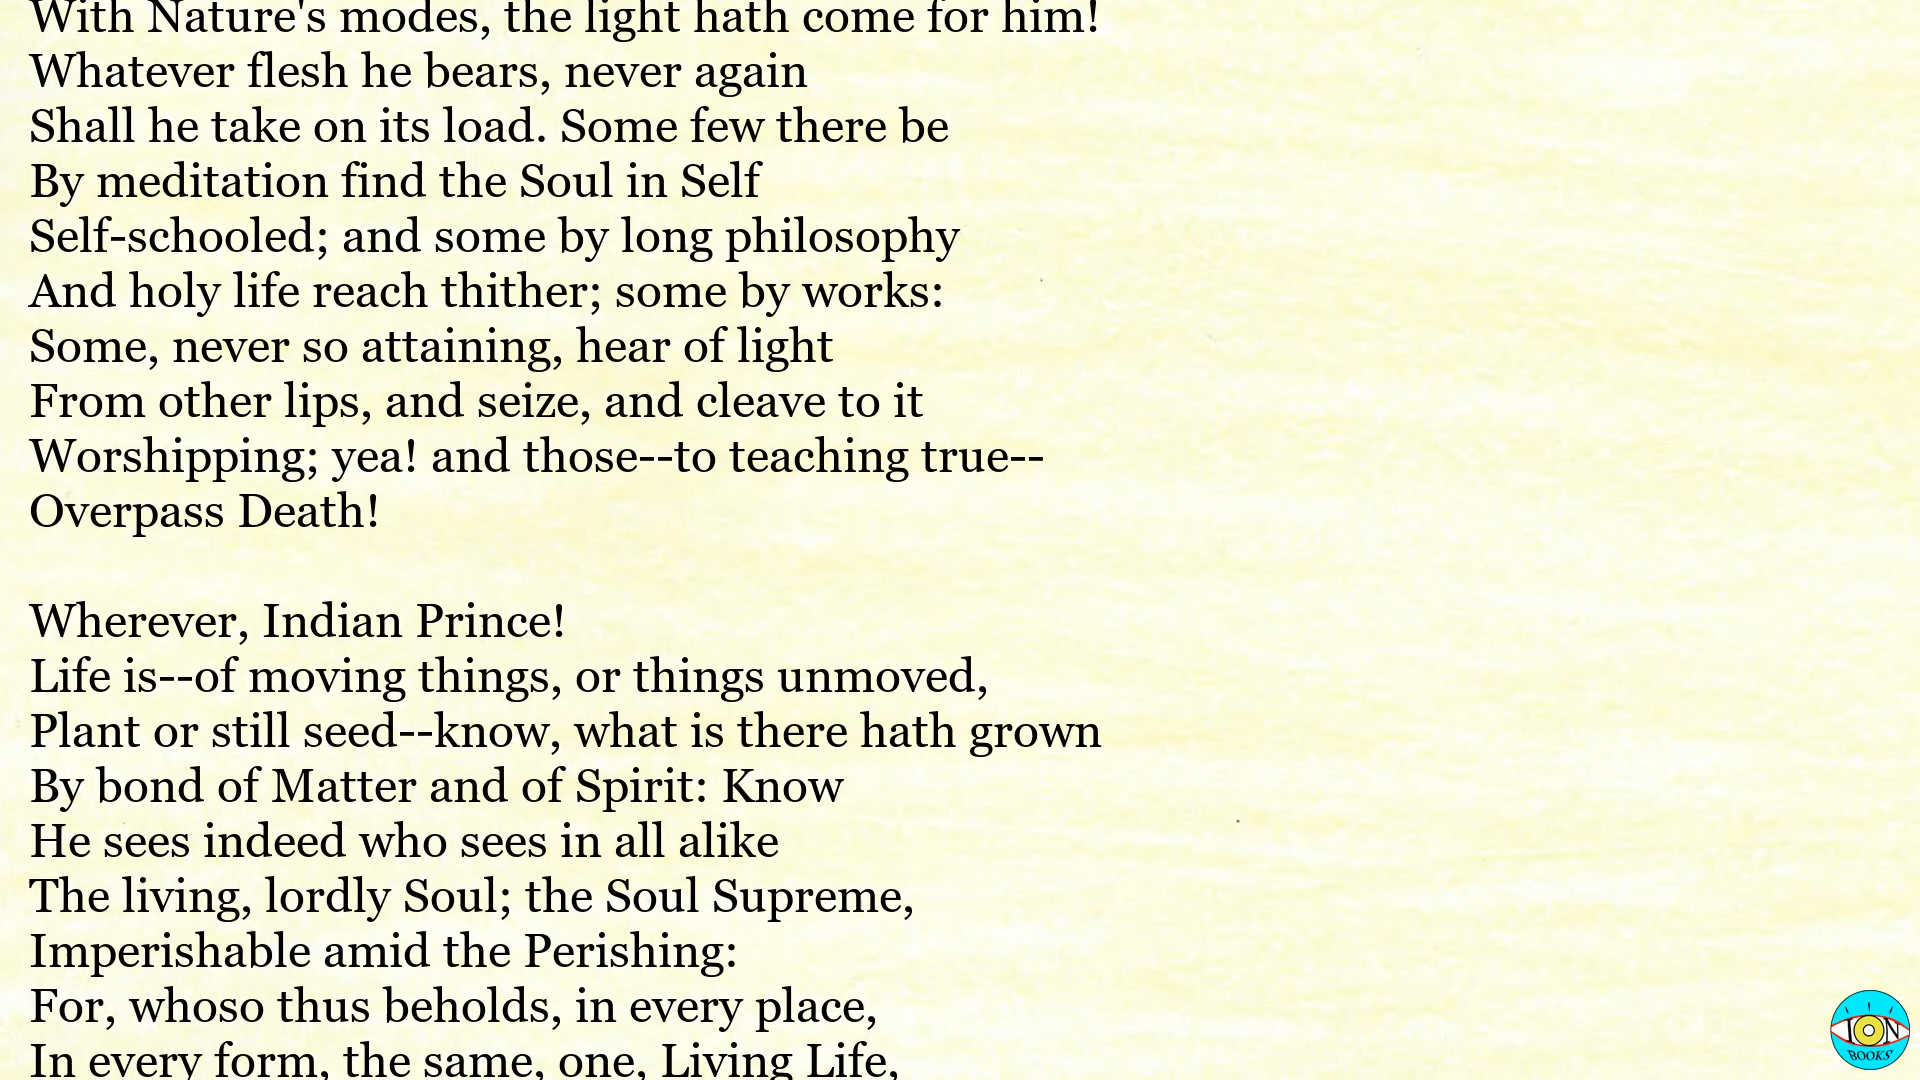 With Nature's modes, the light hath come for him!
Whatever flesh he bears, never again
Shall he take on its load. Some few there be
By meditation find the Soul in Self
Self-schooled; and some by long philosophy
And holy life reach thither; some by works:
Some, never so attaining, hear of light
From other lips, and seize, and cleave to it
Worshipping; yea! and those--to teaching true--
Overpass Death!

Wherever, Indian Prince!
Life is--of moving things, or things unmoved,
Plant or still seed--know, what is there hath grown
By bond of Matter and of Spirit: Know
He sees indeed who sees in all alike
The living, lordly Soul; the Soul Supreme,
Imperishable amid the Perishing:
For, whoso thus beholds, in every place,
In every form, the same, one, Living Life,
ION
BOOKS